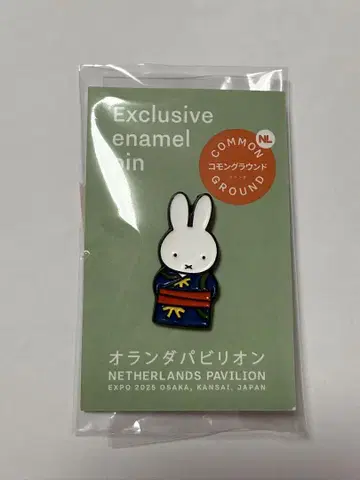 Exclusive
enamel
pin
NL
COMMON
コモングラウンド
GROUND
オランダパビリオン
NETHERLANDS PAVILION
EXPO 2025 OSAKA, KANSAI, JAPAN